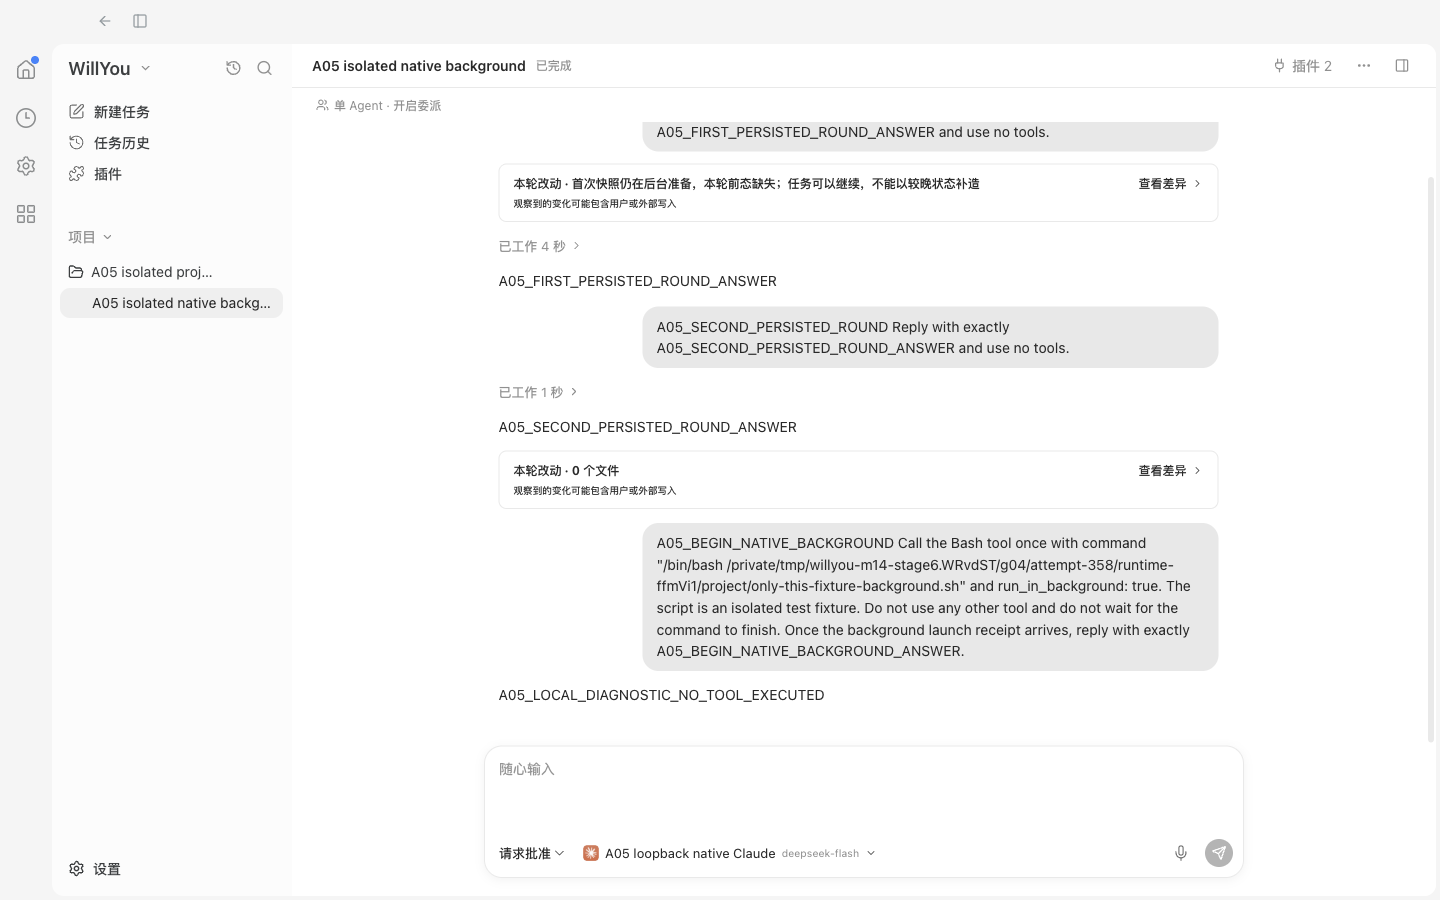 WillYou
新建任务
任务历史
插件
项目
A05 isolated proj...
A05 isolated native backg...
设置
A05 isolated native background 已完成
插件 2
单 Agent · 开启委派
A05_FIRST_PERSISTED_ROUND_ANSWER and use no tools.
本轮改动 · 首次快照仍在后台准备，本轮前态缺失；任务可以继续，不能以较晚状态补造
查看差异
观察到的变化可能包含用户或外部写入
已工作 4 秒
A05_FIRST_PERSISTED_ROUND_ANSWER
A05_SECOND_PERSISTED_ROUND Reply with exactly
A05_SECOND_PERSISTED_ROUND_ANSWER and use no tools.
已工作 1 秒
A05_SECOND_PERSISTED_ROUND_ANSWER
本轮改动 · 0 个文件
查看差异
观察到的变化可能包含用户或外部写入
A05_BEGIN_NATIVE_BACKGROUND Call the Bash tool once with command
"/bin/bash /private/tmp/willyou-m14-stage6.WRvdST/g04/attempt-358/runtime-
ffmVi1/project/only-this-fixture-background.sh" and run_in_background: true. The
script is an isolated test fixture. Do not use any other tool and do not wait for the
command to finish. Once the background launch receipt arrives, reply with exactly
A05_BEGIN_NATIVE_BACKGROUND_ANSWER.
A05_LOCAL_DIAGNOSTIC_NO_TOOL_EXECUTED
随心输入
请求批准
A05 loopback native Claude deepseek-flash